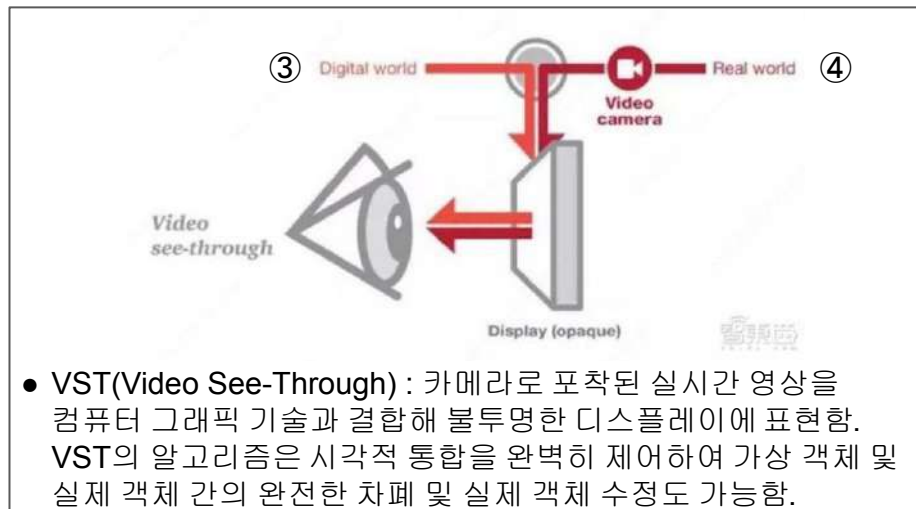 ③ Digital world
Real world ④
Video
camera
Video
see-through
Display (opaque)
● VST(Video See-Through) : 카메라로 포착된 실시간 영상을
컴퓨터 그래픽 기술과 결합해 불투명한 디스플레이에 표현함.
VST의 알고리즘은 시각적 통합을 완벽히 제어하여 가상 객체 및
실제 객체 간의 완전한 차폐 및 실제 객체 수정도 가능함.